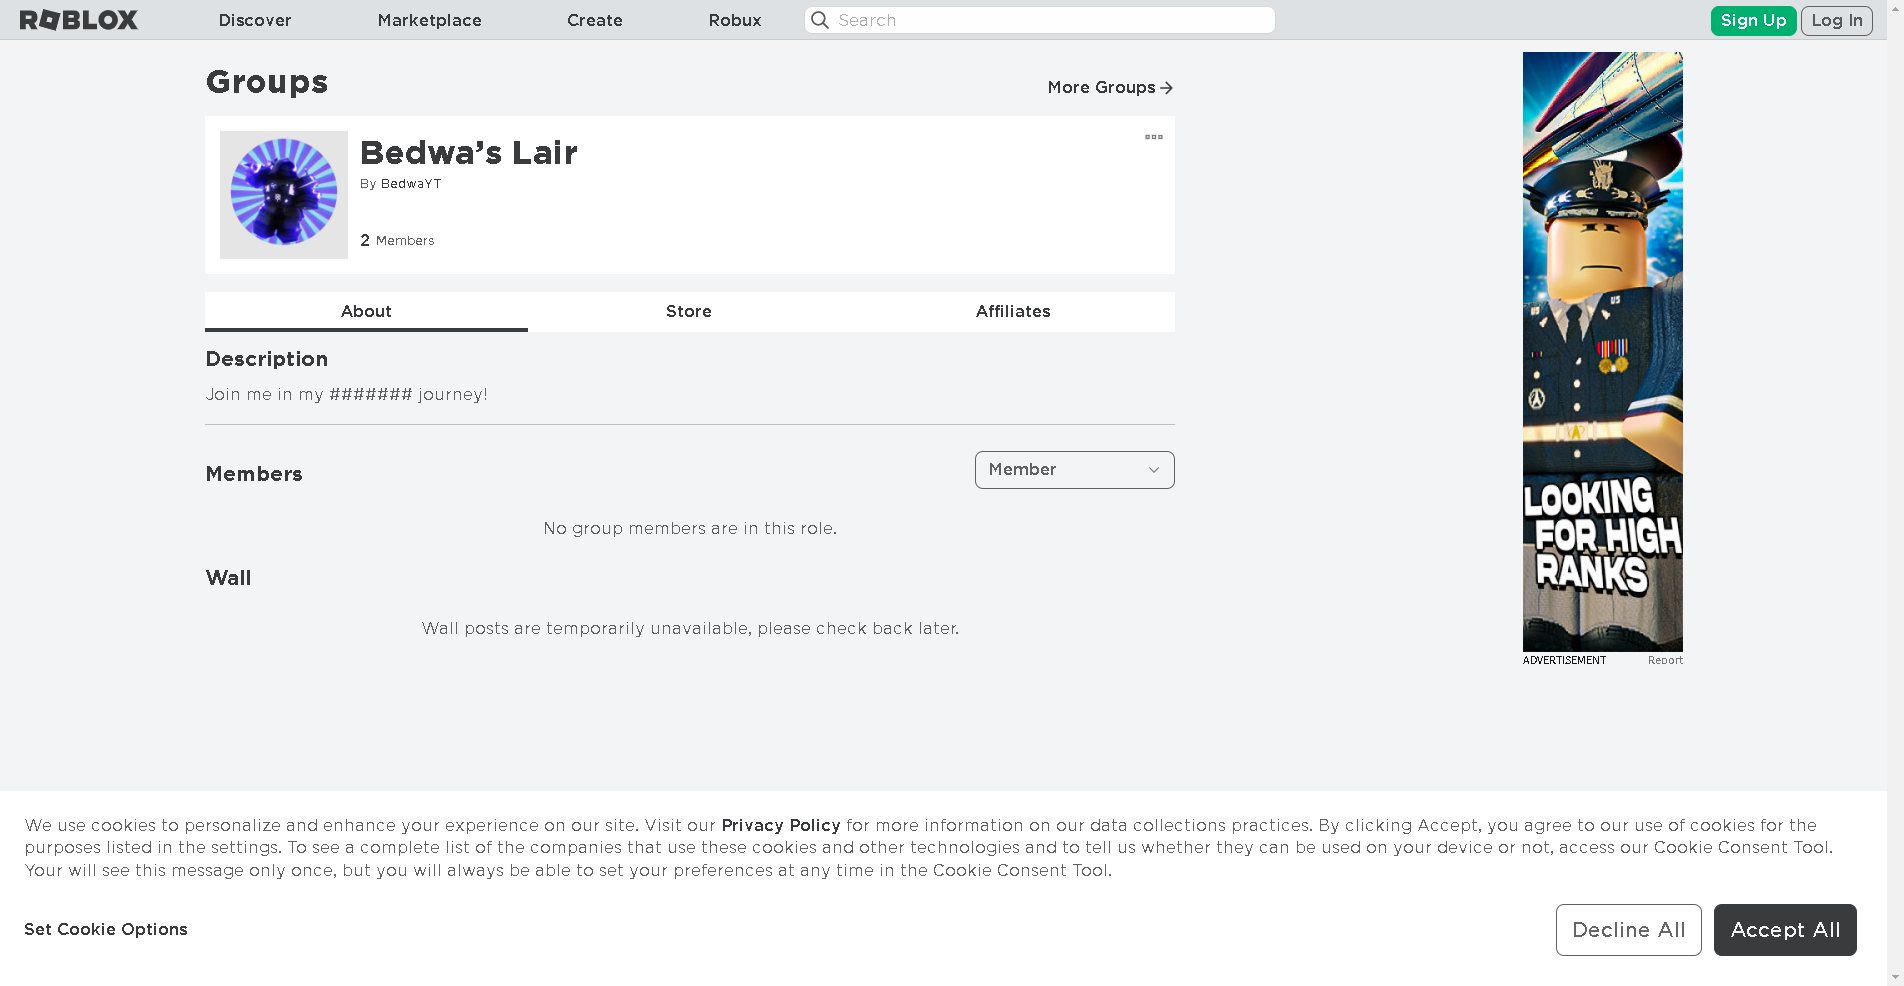 ROBLOX
Discover
Marketplace
Create
Robux
Search
Sign Up
Log In
Groups
More Groups
Bedwa's Lair
By BedwaYT
2 Members
About
Store
Affiliates
Description
Join me in my ####### journey!
Members
Member
No group members are in this role.
Wall
Wall posts are temporarily unavailable, please check back later.
US
US
LOOKING
FOR HIGH
RANKS
ADVERTISEMENT
Report
We use cookies to personalize and enhance your experience on our site. Visit our Privacy Policy for more information on our data collections practices. By clicking Accept, you agree to our use of cookies for the
purposes listed in the settings. To see a complete list of the companies that use these cookies and other technologies and to tell us whether they can be used on your device or not, access our Cookie Consent Tool.
Your will see this message only once, but you will always be able to set your preferences at any time in the Cookie Consent Tool.
Set Cookie Options
Decline All
Accept All